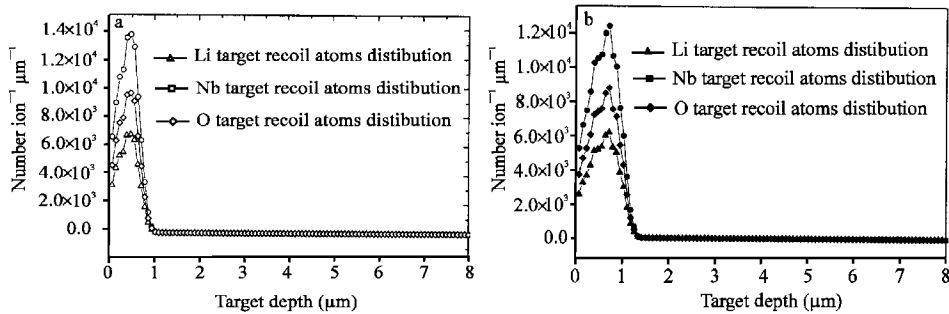 a
1.4×10⁴
1.2×10⁴
1.0×10⁴
8.0×10³
6.0×10³
4.0×10³
2.0×10³
0.0
Number ion⁻¹ μm⁻¹
Li target recoil atoms distibution
Nb target recoil atoms distibution
O target recoil atoms distibution
0 1 2 3 4 5 6 7 8
Target depth (μm)
b
1.2×10⁴
1.0×10⁴
8.0×10³
6.0×10³
4.0×10³
2.0×10³
0.0
Number ion⁻¹ μm⁻¹
Li target recoil atoms distibution
Nb target recoil atoms distibution
O target recoil atoms distibution
0 1 2 3 4 5 6 7 8
Target depth (μm)